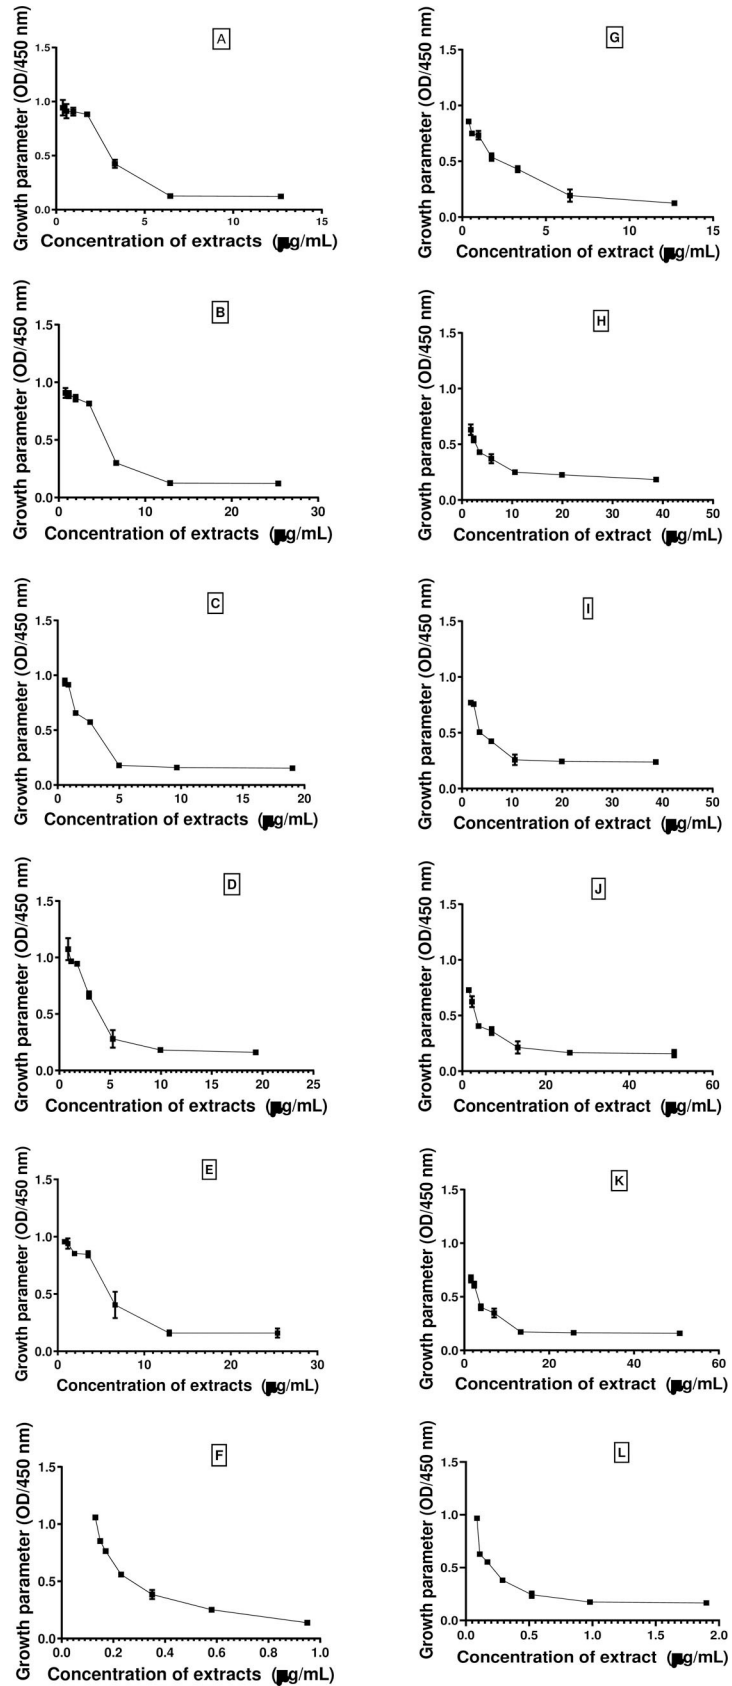 A
Growth parameter (OD/450 nm)
1.5
1.0
0.5
0.0
0 5 10 15
Concentration of extracts (μg/mL)
G
Growth parameter (OD/450 nm)
1.5
1.0
0.5
0.0
0 5 10 15
Concentration of extract (μg/mL)
B
Growth parameter (OD/450 nm)
1.5
1.0
0.5
0.0
0 10 20 30
Concentration of extracts (μg/mL)
H
Growth parameter (OD/450 nm)
1.5
1.0
0.5
0.0
0 10 20 30 40 50
Concentration of extract (μg/mL)
C
Growth parameter (OD/450 nm)
1.5
1.0
0.5
0.0
0 5 10 15 20
Concentration of extracts (μg/mL)
I
Growth parameter (OD/450 nm)
1.5
1.0
0.5
0.0
0 10 20 30 40 50
Concentration of extract (μg/mL)
D
Growth parameter (OD/450 nm)
1.5
1.0
0.5
0.0
0 5 10 15 20 25
Concentration of extracts (μg/mL)
J
Growth parameter (OD/450 nm)
1.5
1.0
0.5
0.0
0 20 40 60
Concentration of extract (μg/mL)
E
Growth parameter (OD/450 nm)
1.5
1.0
0.5
0.0
0 10 20 30
Concentration of extracts (μg/mL)
K
Growth parameter (OD/450 nm)
1.5
1.0
0.5
0.0
0 20 40 60
Concentration of extract (μg/mL)
F
Growth parameter (OD/450 nm)
1.5
1.0
0.5
0.0
0.0 0.2 0.4 0.6 0.8 1.0
Concentration of extracts (μg/mL)
L
Growth parameter (OD/450 nm)
1.5
1.0
0.5
0.0
0.0 0.5 1.0 1.5 2.0
Concentration of extract (μg/mL)